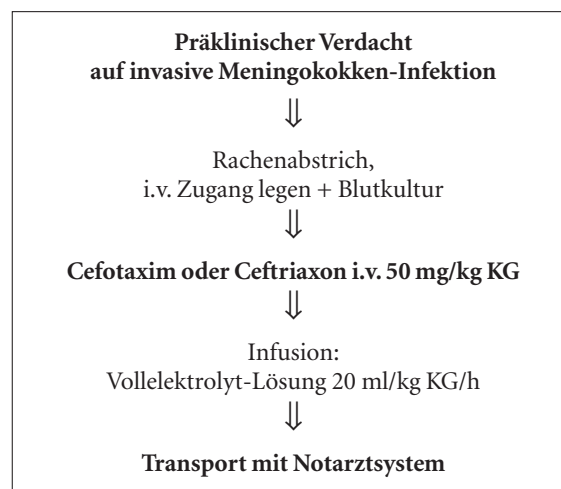 Präklinischer Verdacht
auf invasive Meningokokken-Infektion
⇓
Rachenabstrich,
i.v. Zugang legen + Blutkultur
⇓
Cefotaxim oder Ceftriaxon i.v. 50 mg/kg KG
⇓
Infusion:
Vollelektrolyt-Lösung 20 ml/kg KG/h
⇓
Transport mit Notarztsystem